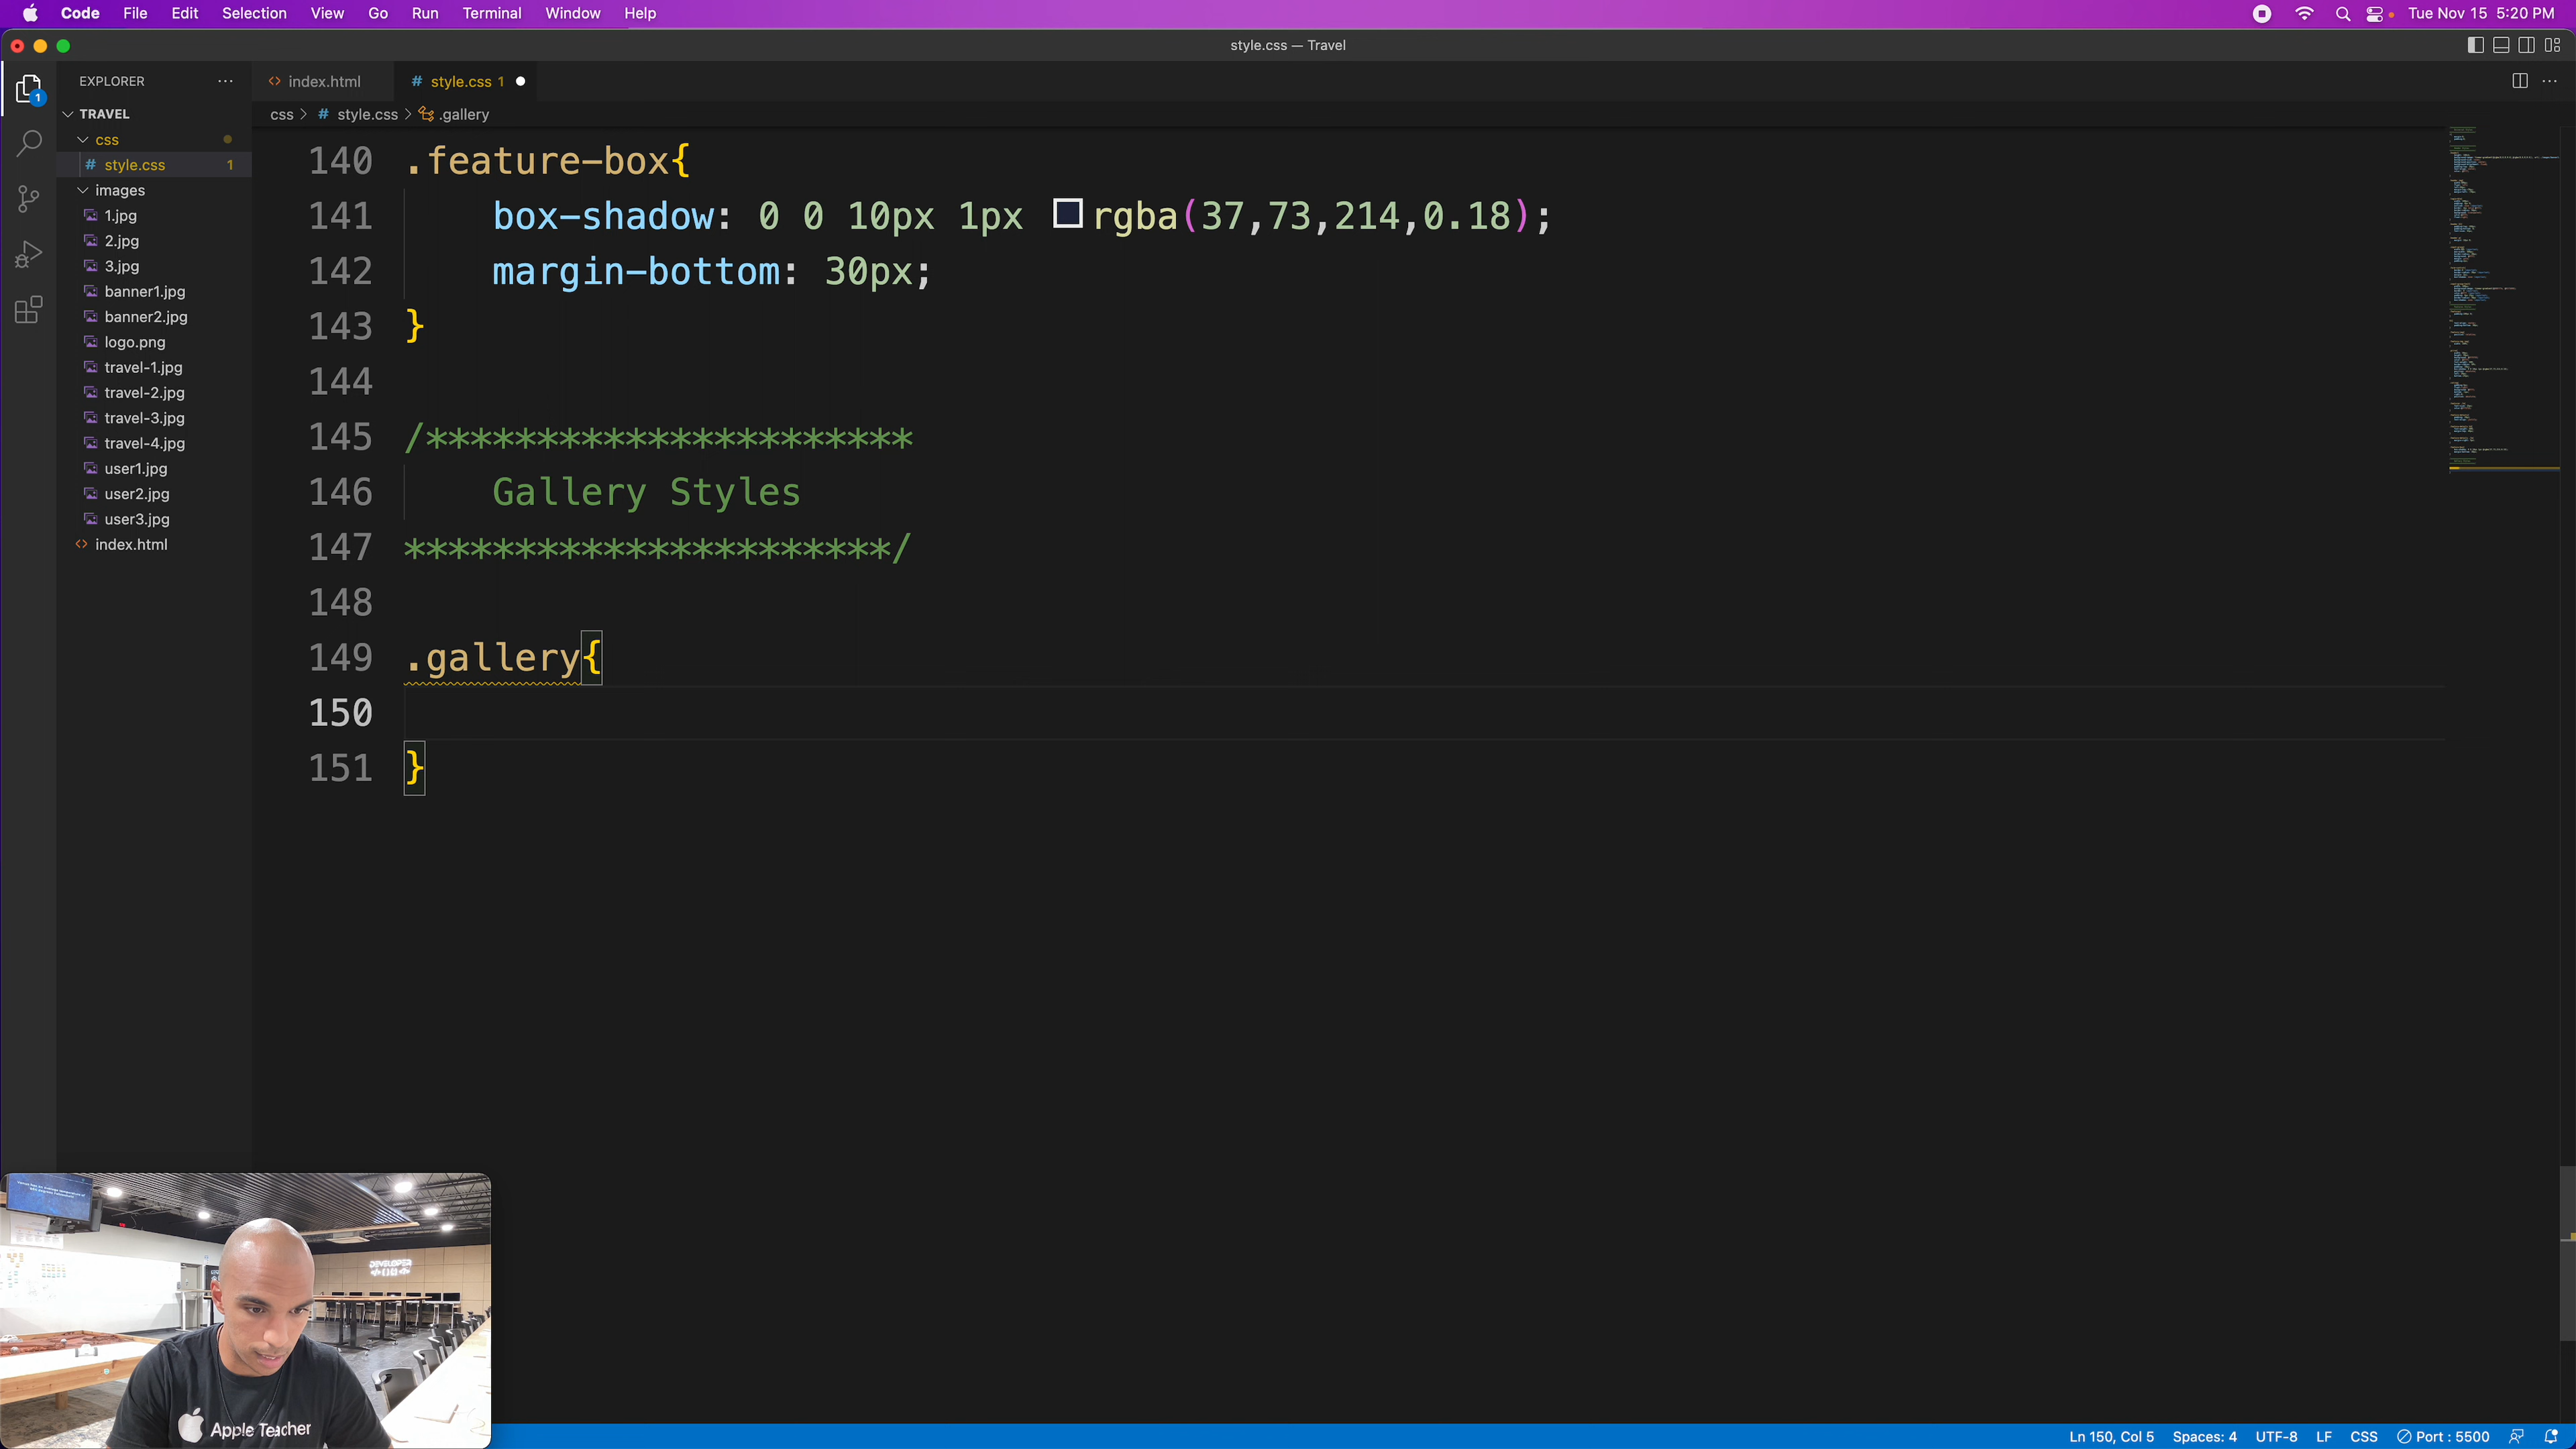 Code File Edit Selection View Go Run Terminal Window Help Tue Nov 15 5:20 PM
style.css — Travel
EXPLORER
index.html
# style.css 1
1
TRAVEL
css > # style.css > .gallery
css
# style.css 1
images
1.jpg
2.jpg
3.jpg
banner1.jpg
banner2.jpg
logo.png
travel-1.jpg
travel-2.jpg
travel-3.jpg
travel-4.jpg
user1.jpg
user2.jpg
user3.jpg
<> index.html
140 .feature-box{
141 box-shadow: 0 0 10px 1px rgba(37,73,214,0.18);
142 margin-bottom: 30px;
143 }
144
145 /**********************
146 Gallery Styles
147 **********************/
148
149 .gallery{
150
151 }
DEVELOPER
Apple Teacher
Ln 150, Col 5 Spaces: 4 UTF-8 LF CSS Port : 5500